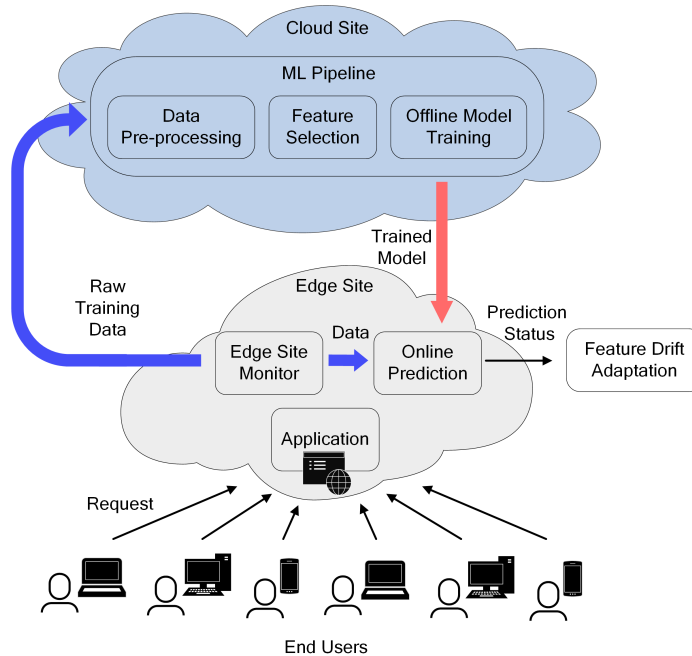 Cloud Site
ML Pipeline
Data
Pre-processing
Feature
Selection
Offline Model
Training
Trained
Model
Raw
Training
Data
Edge Site
Prediction
Status
Data
Edge Site
Monitor
Online
Prediction
Feature Drift
Adaptation
Application
Request
End Users